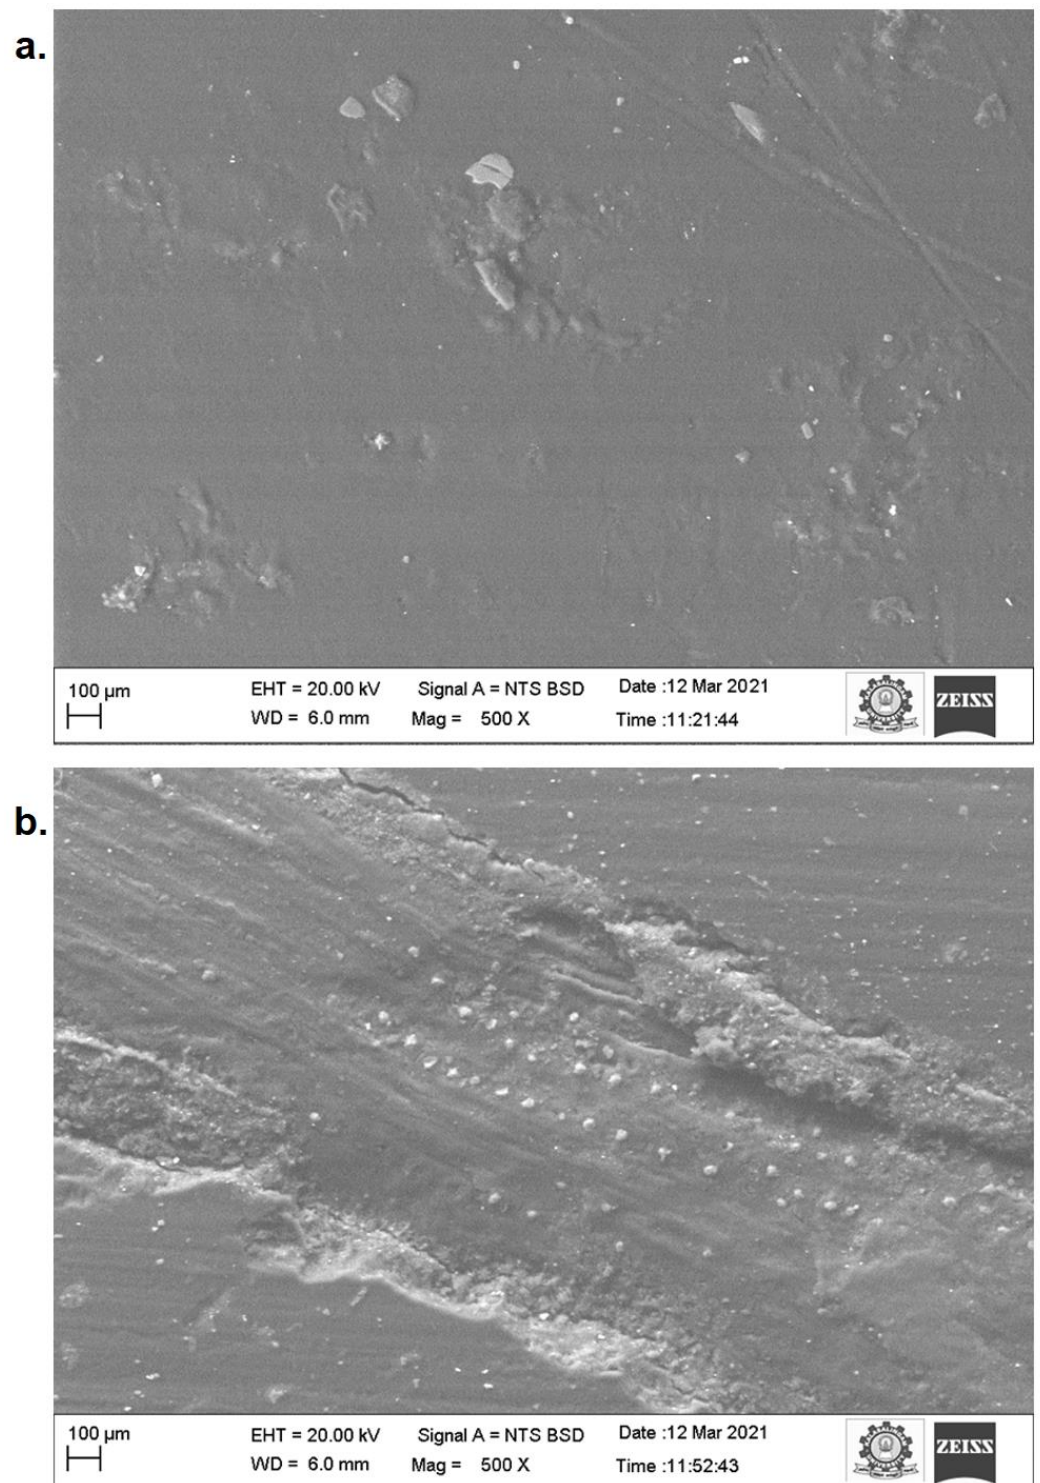 a.
100 µm
EHT = 20.00 kV
Signal A = NTS BSD
Date :12 Mar 2021
WD = 6.0 mm
Mag = 500 X
Time :11:21:44
ZEISS
b.
100 µm
EHT = 20.00 kV
Signal A = NTS BSD
Date :12 Mar 2021
WD = 6.0 mm
Mag = 500 X
Time :11:52:43
ZEISS